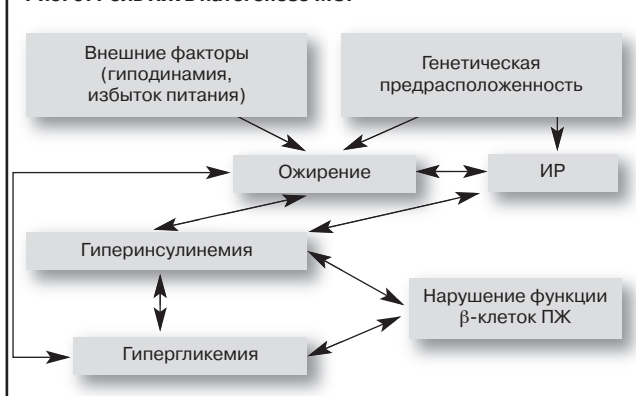 Внешние факторы
(гиподинамия,
избыток питания)
Генетическая
предрасположенность
Ожирение
ИР
Гиперинсулинемия
Нарушение функции
β-клеток ПЖ
Гипергликемия